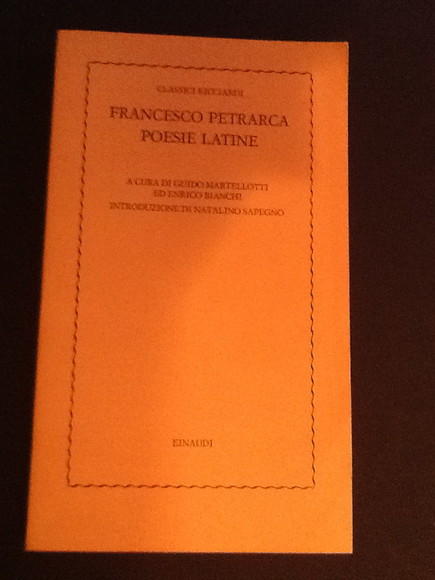 CLASSICI RICCIARDI
FRANCESCO PETRARCA
POESIE LATINE
A CURA DI GUIDO MARTELLOTTI
ED ENRICO BIANCHI
INTRODUZIONE DI NATALINO SAPEGNO
EINAUDI